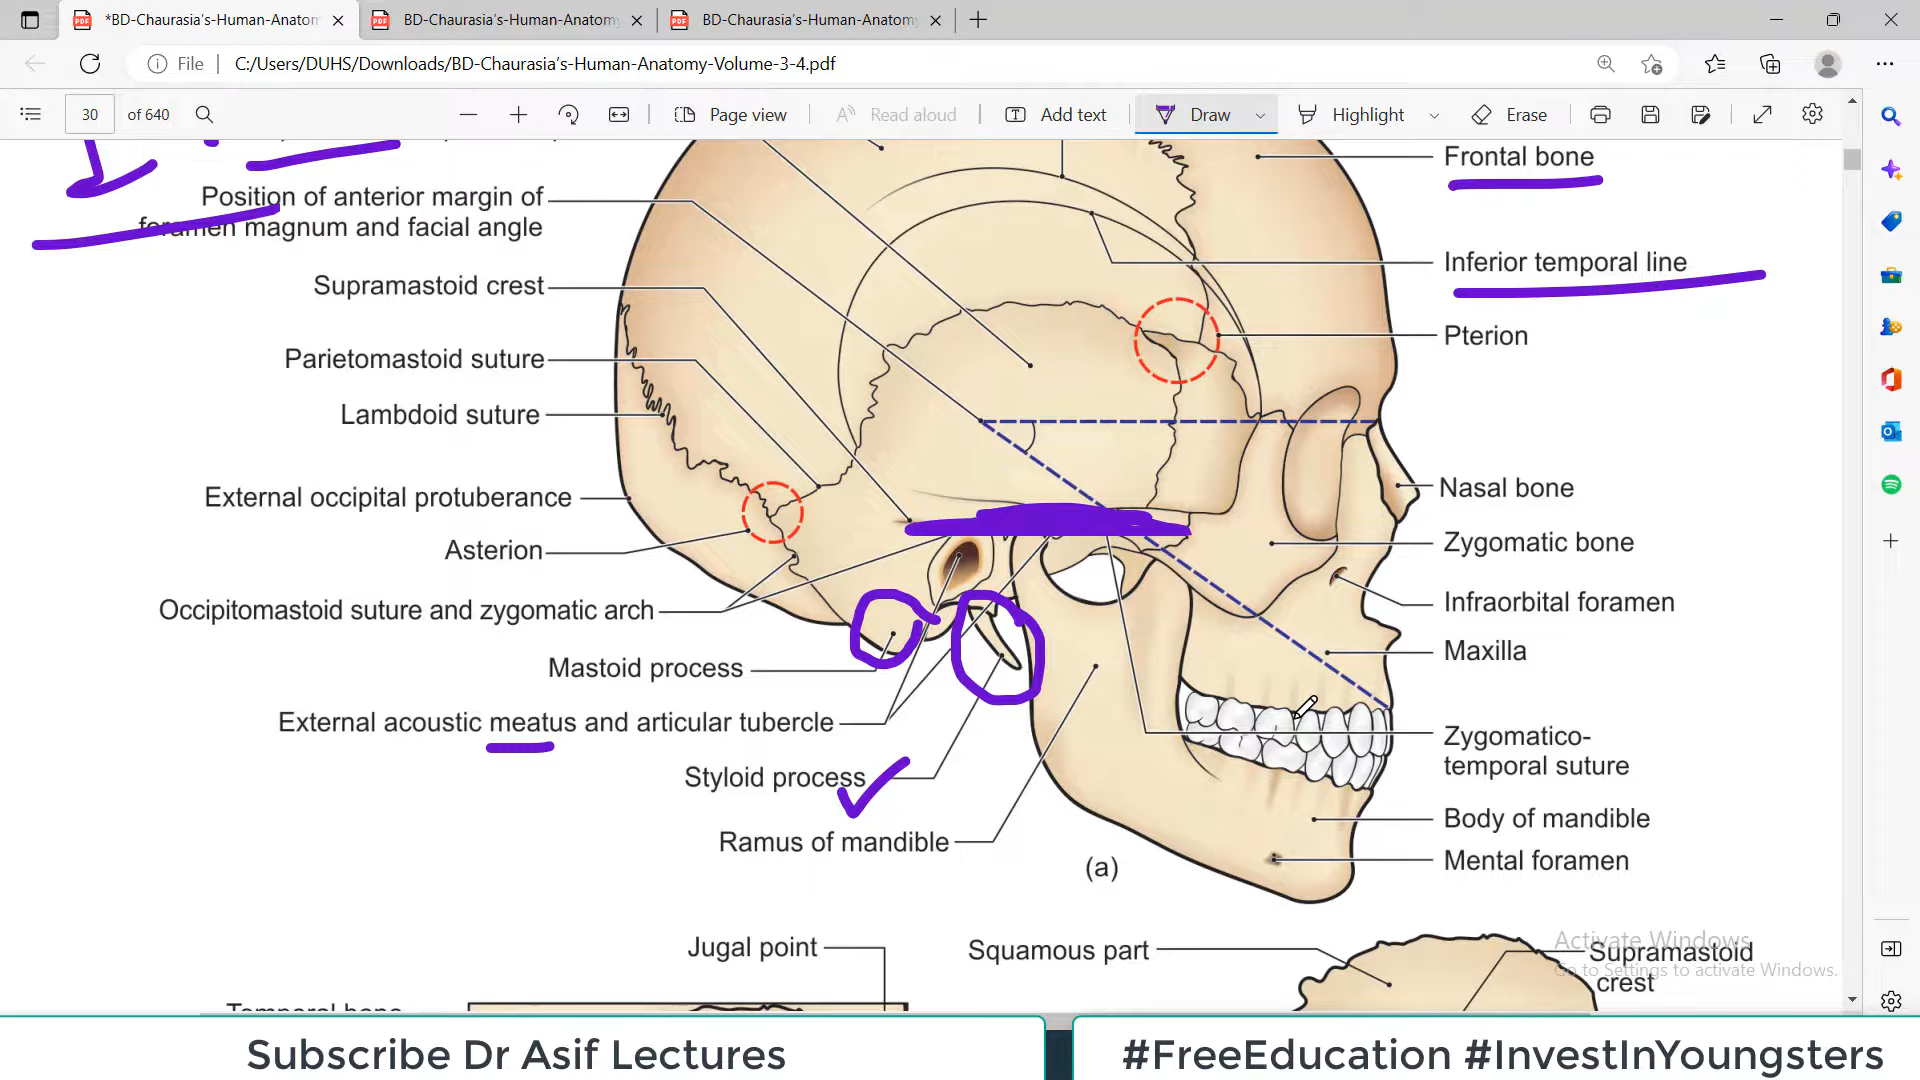 *BD-Chaurasia's-Human-Anatom
BD-Chaurasia's-Human-Anatomy
BD-Chaurasia's-Human-Anatomy
File
C:/Users/DUHS/Downloads/BD-Chaurasia's-Human-Anatomy-Volume-3-4.pdf
30 of 640
Page view
Read aloud
Add text
Draw
Highlight
Erase
Position of anterior margin of
foramen magnum and facial angle
Supramastoid crest
Parietomastoid suture
Lambdoid suture
External occipital protuberance
Asterion
Occipitomastoid suture and zygomatic arch
Mastoid process
External acoustic meatus and articular tubercle
Styloid process
Ramus of mandible
Frontal bone
Inferior temporal line
Pterion
Nasal bone
Zygomatic bone
Infraorbital foramen
Maxilla
Zygomatico-
temporal suture
Body of mandible
Mental foramen
(a)
Jugal point
Squamous part
Supramastoid
crest
Temporal bone
Activate Windows
Go to Settings to activate Windows.
Subscribe Dr Asif Lectures
#FreeEducation #InvestInYoungsters